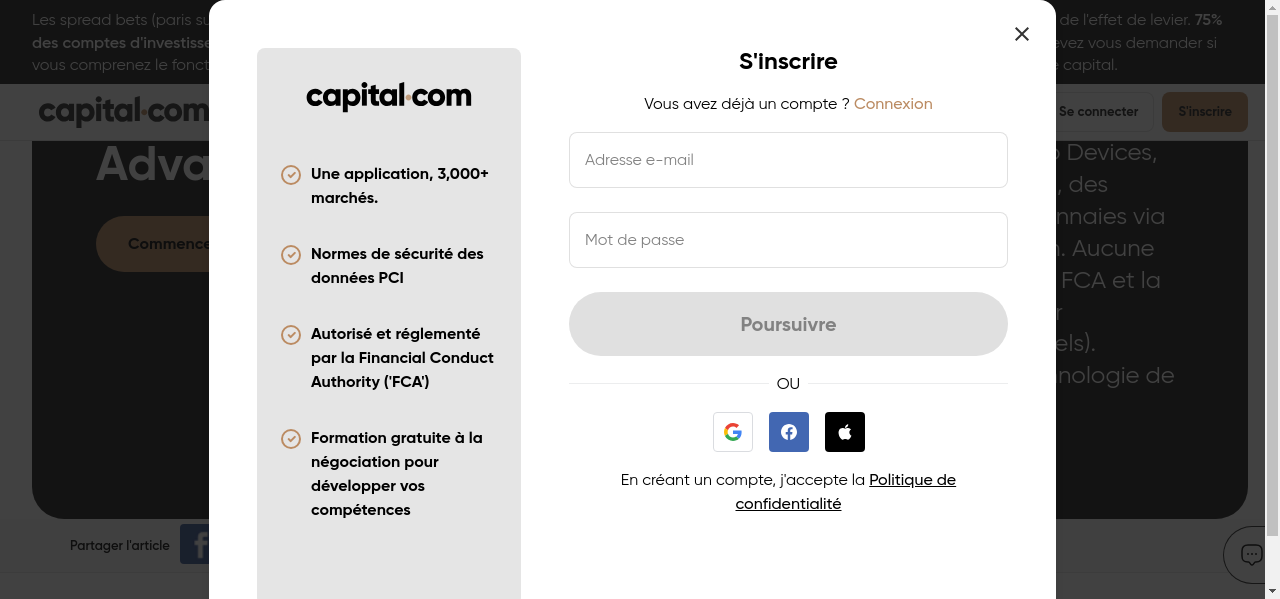 Les spread bets (paris su
de l'effet de levier. 75%
des comptes d'investisse
evez vous demander si
vous comprenez le fonct
e capital.
capital.com
Se connecter
S'inscrire
Adva
Devices,
, des
nnaies via
n. Aucune
FCA et la
r
els).
nologie de
Commence
Partager l'article
capital.com
Une application, 3,000+
marchés.
Normes de sécurité des
données PCI
Autorisé et réglementé
par la Financial Conduct
Authority ('FCA')
Formation gratuite à la
négociation pour
développer vos
compétences
S'inscrire
Vous avez déjà un compte ? Connexion
Adresse e-mail
Mot de passe
Poursuivre
OU
En créant un compte, j'accepte la Politique de
confidentialité